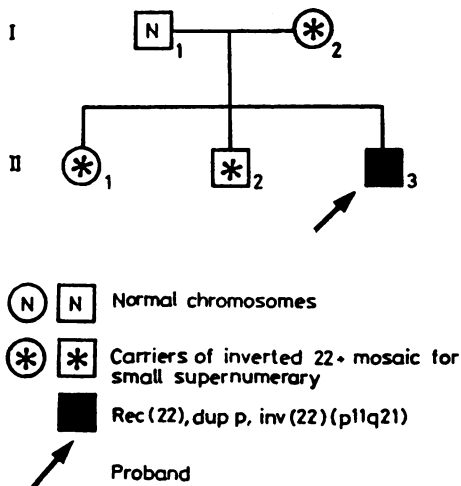 I
N
1
*
2
II
*
1
*
2
3
N N Normal chromosomes
* * Carriers of inverted 22+ mosaic for
small supernumerary
Rec (22), dup p, inv (22) (p11q21)
Proband